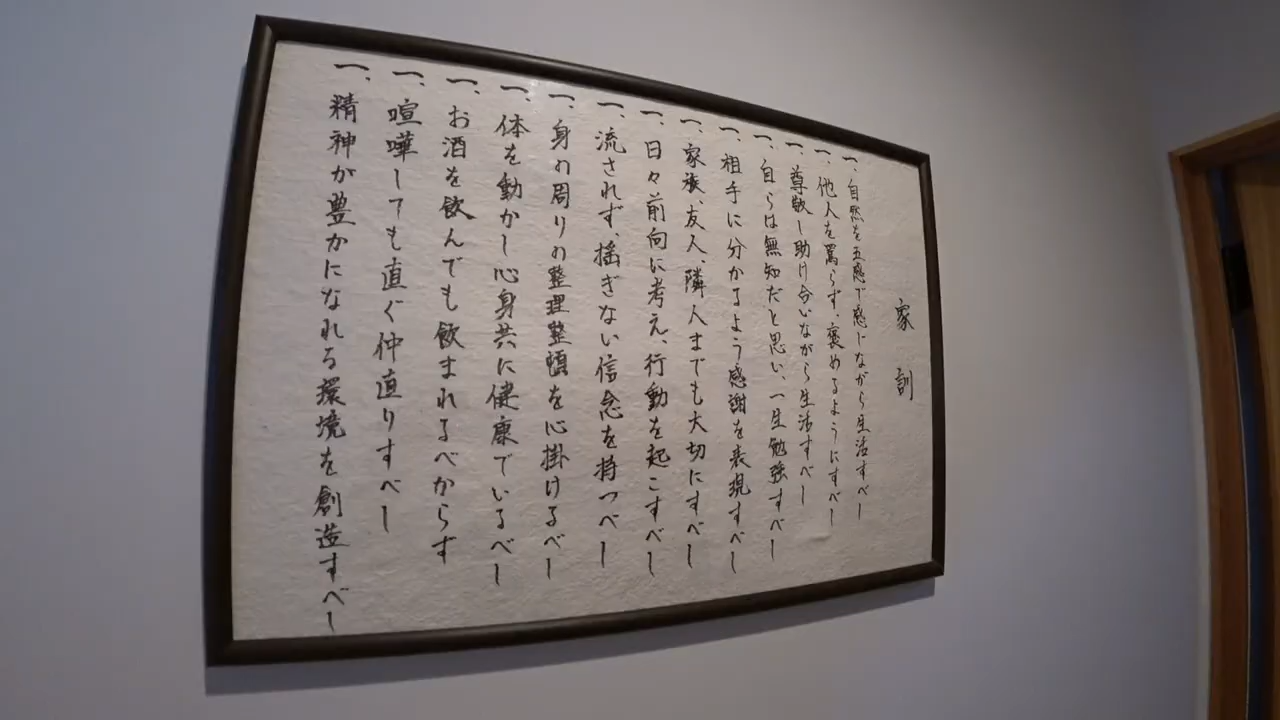 家訓
一、自然を五感で感じながら生活すべし
一、他人を罵らず、褒めるようにすべし
一、尊敬し助け合いながら生活すべし
一、自らは無知だと思い、一生勉強すべし
一、相手に分かるよう感謝を表現すべし
一、家族、友人、隣人までも大切にすべし
一、日々前向に考え、行動を起こすべし
一、流されず、揺ぎない信念を持つべし
一、身の周りの整理整頓を心掛けるべし
一、体を動かし心身共に健康でいるべし
一、お酒を飲んでも飲まれるべからず
一、喧嘩しても直ぐ仲直りすべし
一、精神が豊かになれる環境を創造すべし